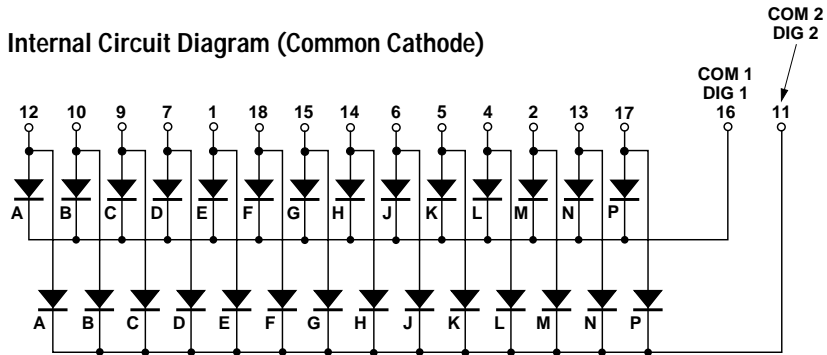 COM 2
DIG 2
Internal Circuit Diagram (Common Cathode)
COM 1
DIG 1
12 10 9 7 1 18 15 14 6 5 4 2 13 17 16 11
A B C D E F G H J K L M N P
A B C D E F G H J K L M N P